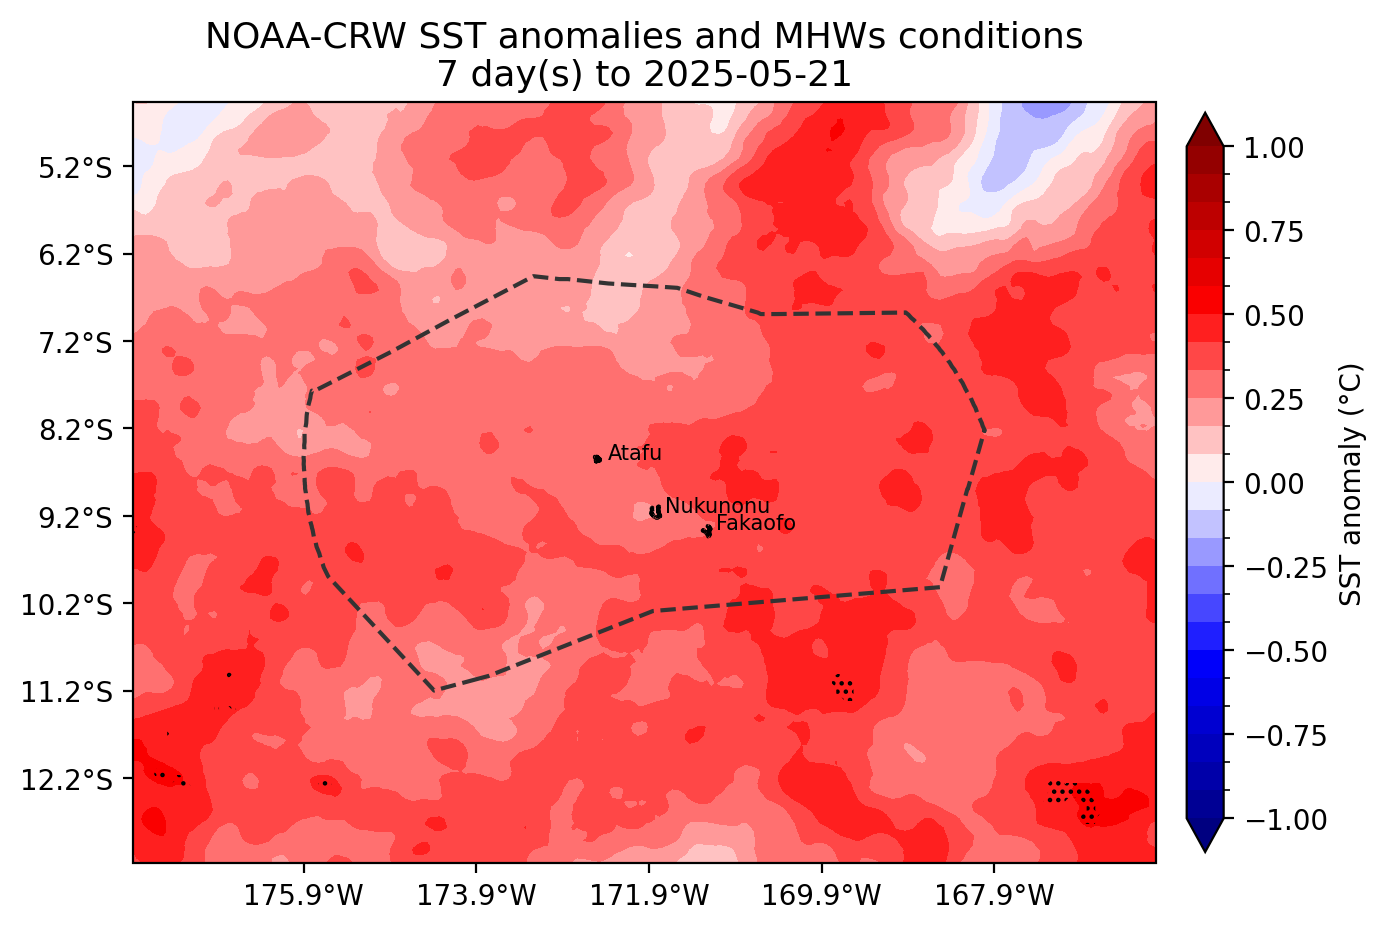 NOAA-CRW SST anomalies and MHWs conditions
7 day(s) to 2025-05-21
5.2°S
6.2°S
7.2°S
8.2°S
9.2°S
10.2°S
11.2°S
12.2°S
Atafu
Nukunonu
Fakaofo
175.9°W
173.9°W
171.9°W
169.9°W
167.9°W
1.00
0.75
0.50
0.25
0.00
−0.25
−0.50
−0.75
−1.00
SST anomaly (°C)